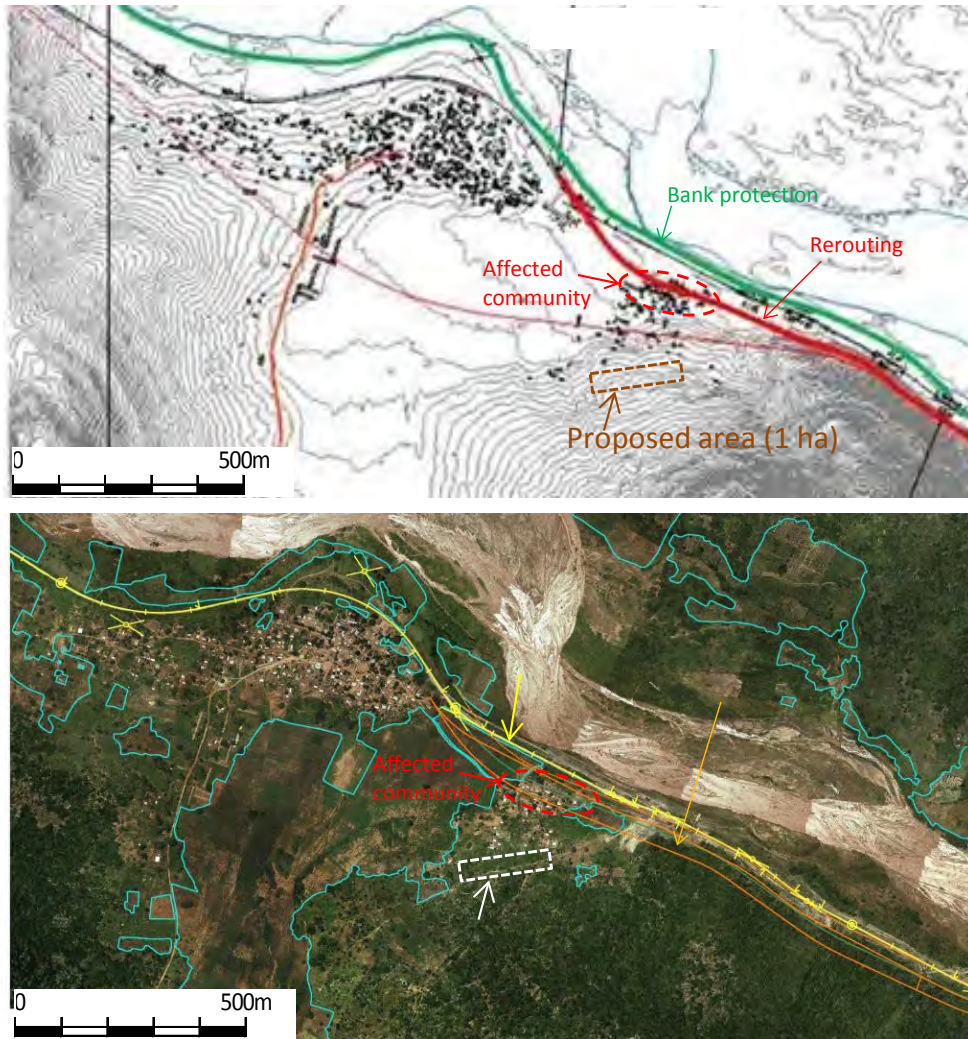 Bank protection
Rerouting
Affected
community
Proposed area (1 ha)
0
500m
Affected
community
0
500m